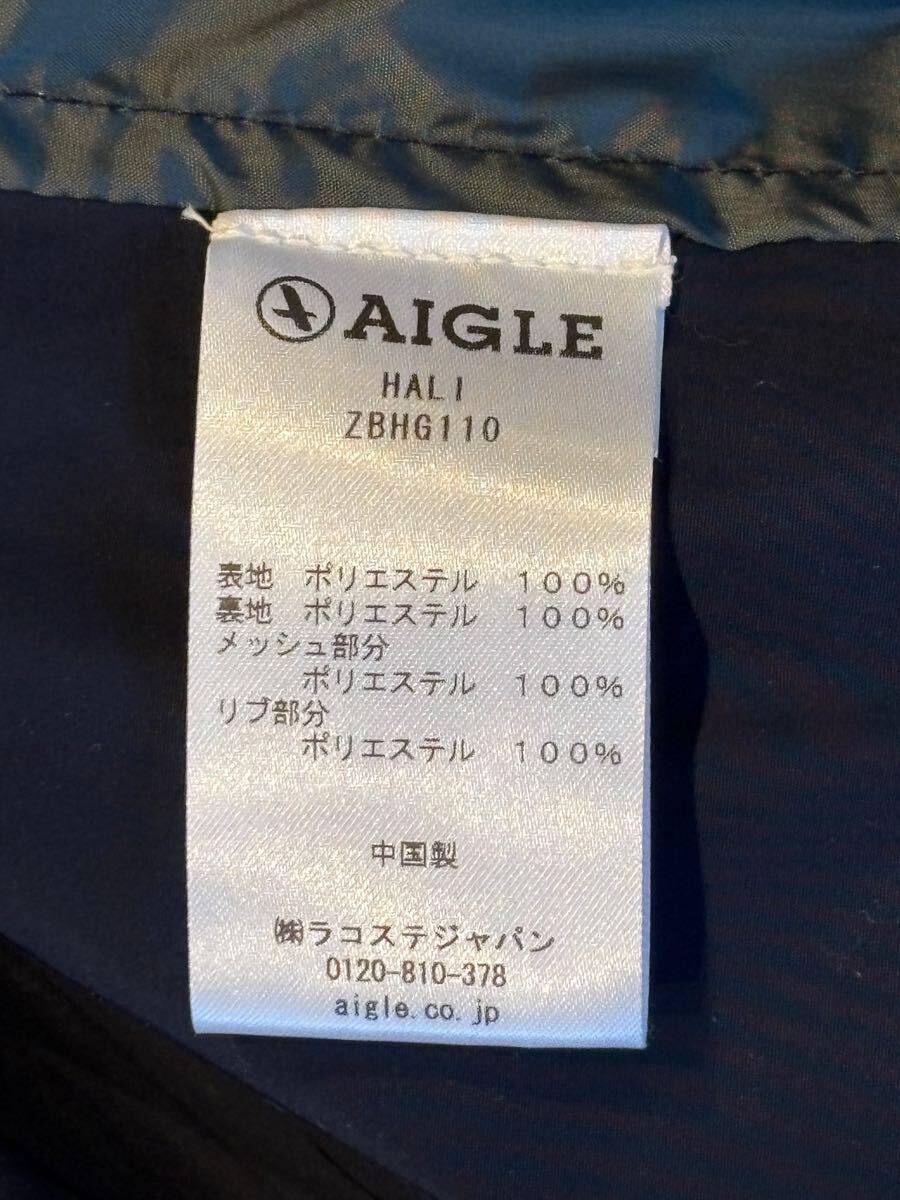 AIGLE
HALI
ZBHG110
表地 ポリエステル 100%
裏地 ポリエステル 100%
メッシュ部分
ポリエステル 100%
リブ部分
ポリエステル 100%
中国製
㈱ラコステジャパン
0120-810-378
aigle.co.jp